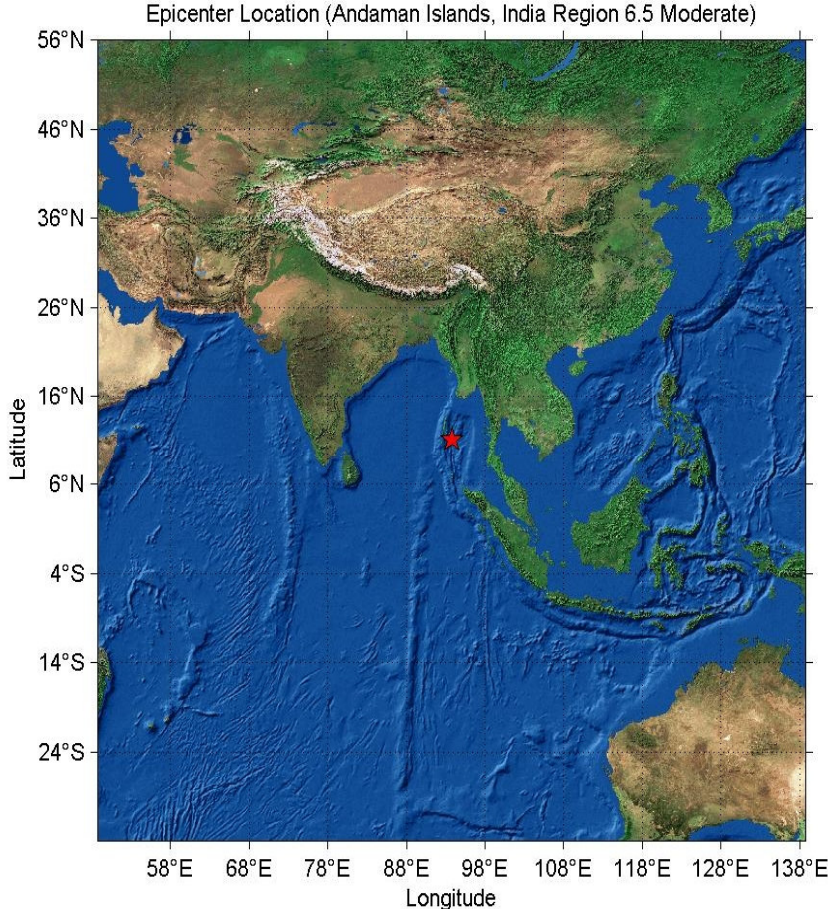 Epicenter Location (Andaman Islands, India Region 6.5 Moderate)
56°N
46°N
36°N
26°N
16°N
6°N
4°S
14°S
24°S
Latitude
58°E 68°E 78°E 88°E 98°E 108°E 118°E 128°E 138°E
Longitude